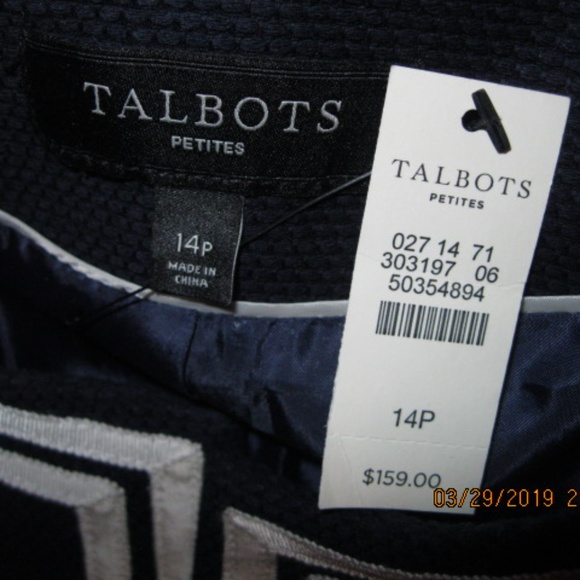 TALBOTS
PETITES
14P
MADE IN
CHINA
TALBOTS
PETITES
027 14 71
303197 06
50354894
14P
$159.00
03/29/2019 2